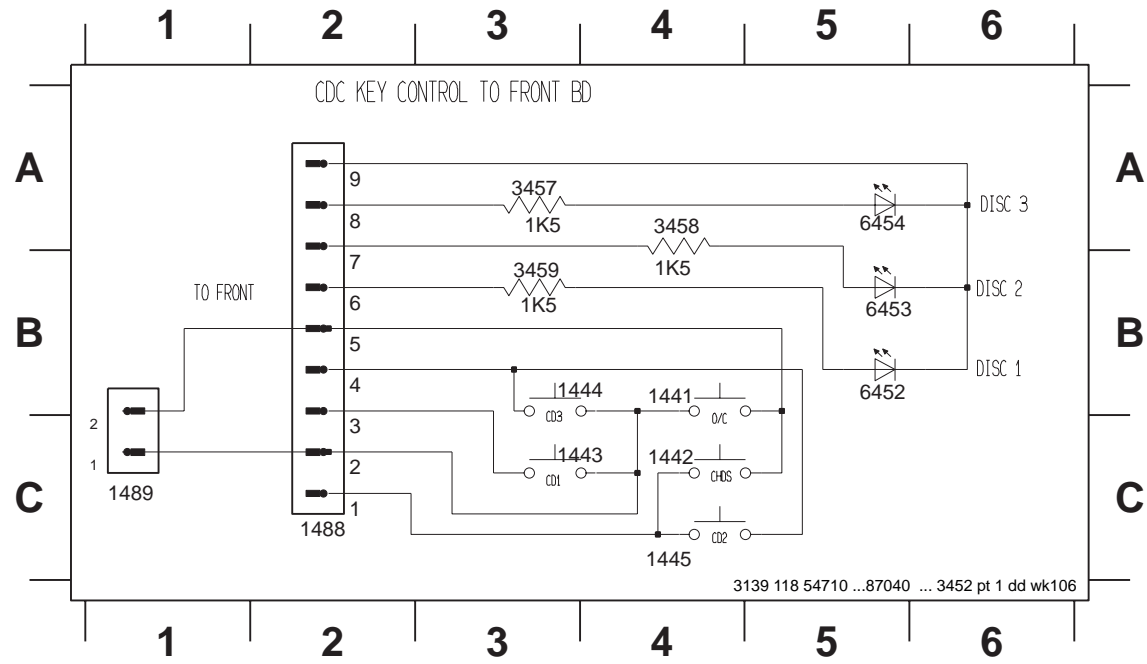 1 2 3 4 5 6
CDC KEY CONTROL TO FRONT BD
A A
9
3457
8
1K5
6454
DISC 3
3458
7
1K5
3459
6
1K5
6453
DISC 2
TO FRONT
B B
5
4
6452
DISC 1
1444 1441
2
3
CD3 O/C
1443 1442
1
2
CD1 CHDS
C C
1489
1
1488
1445
CD2
3139 118 54710 ...87040 ... 3452 pt 1 dd wk106
1 2 3 4 5 6